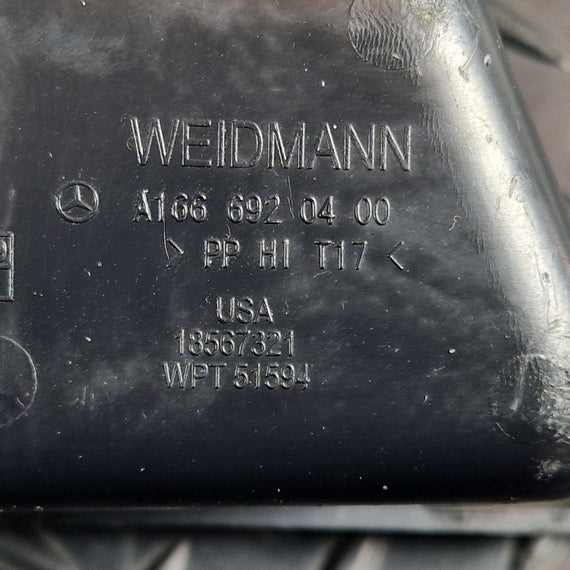 WEIDMANN
A166 692 04 00
> PP HI T17 <
USA
18567321
WPT 51594